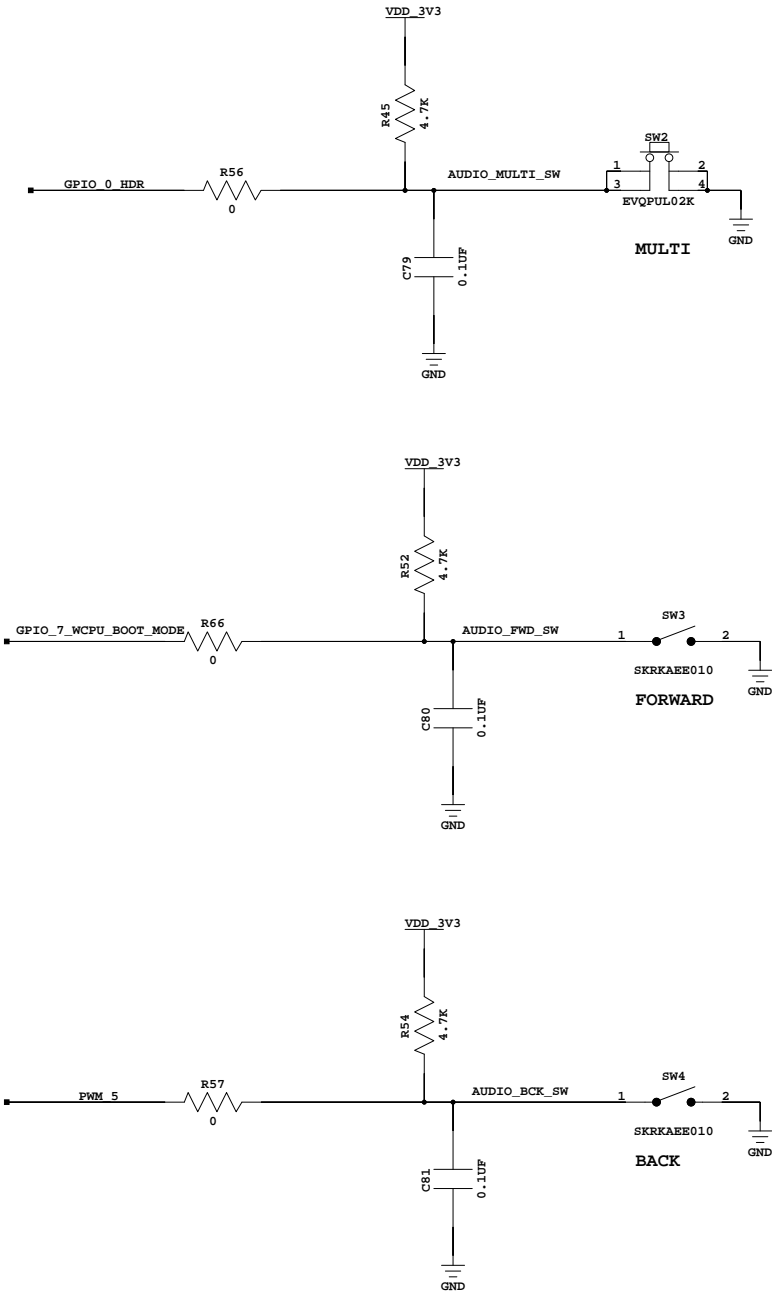 VDD_3V3
R45
4.7K
SW2
R56
AUDIO_MULTI_SW
1
2
GPIO_0_HDR
3
4
0
EVQPUL02K
GND
MULTI
C79
0.1UF
GND
VDD_3V3
R52
4.7K
SW3
R66
GPIO_7_WCPU_BOOT_MODE
AUDIO_FWD_SW
1
2
0
SKRKAEE010
GND
FORWARD
C80
0.1UF
GND
VDD_3V3
R54
4.7K
SW4
R57
PWM_5
AUDIO_BCK_SW
1
2
0
SKRKAEE010
GND
BACK
C81
0.1UF
GND